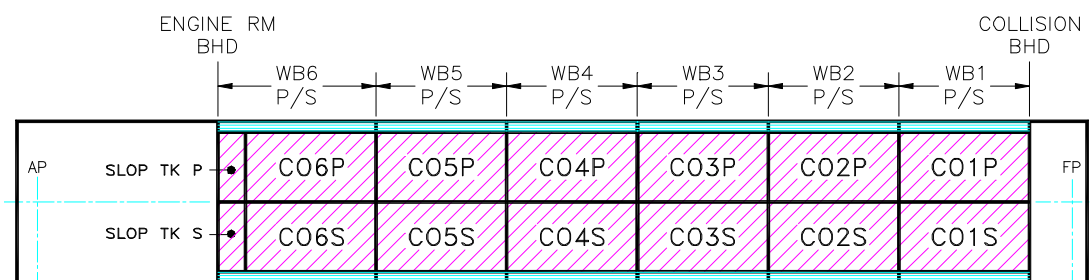 ENGINE RM
BHD
COLLISION
BHD
WB6
P/S
WB5
P/S
WB4
P/S
WB3
P/S
WB2
P/S
WB1
P/S
AP
SLOP TK P
CO6P
CO5P
CO4P
CO3P
CO2P
CO1P
FP
SLOP TK S
CO6S
CO5S
CO4S
CO3S
CO2S
CO1S